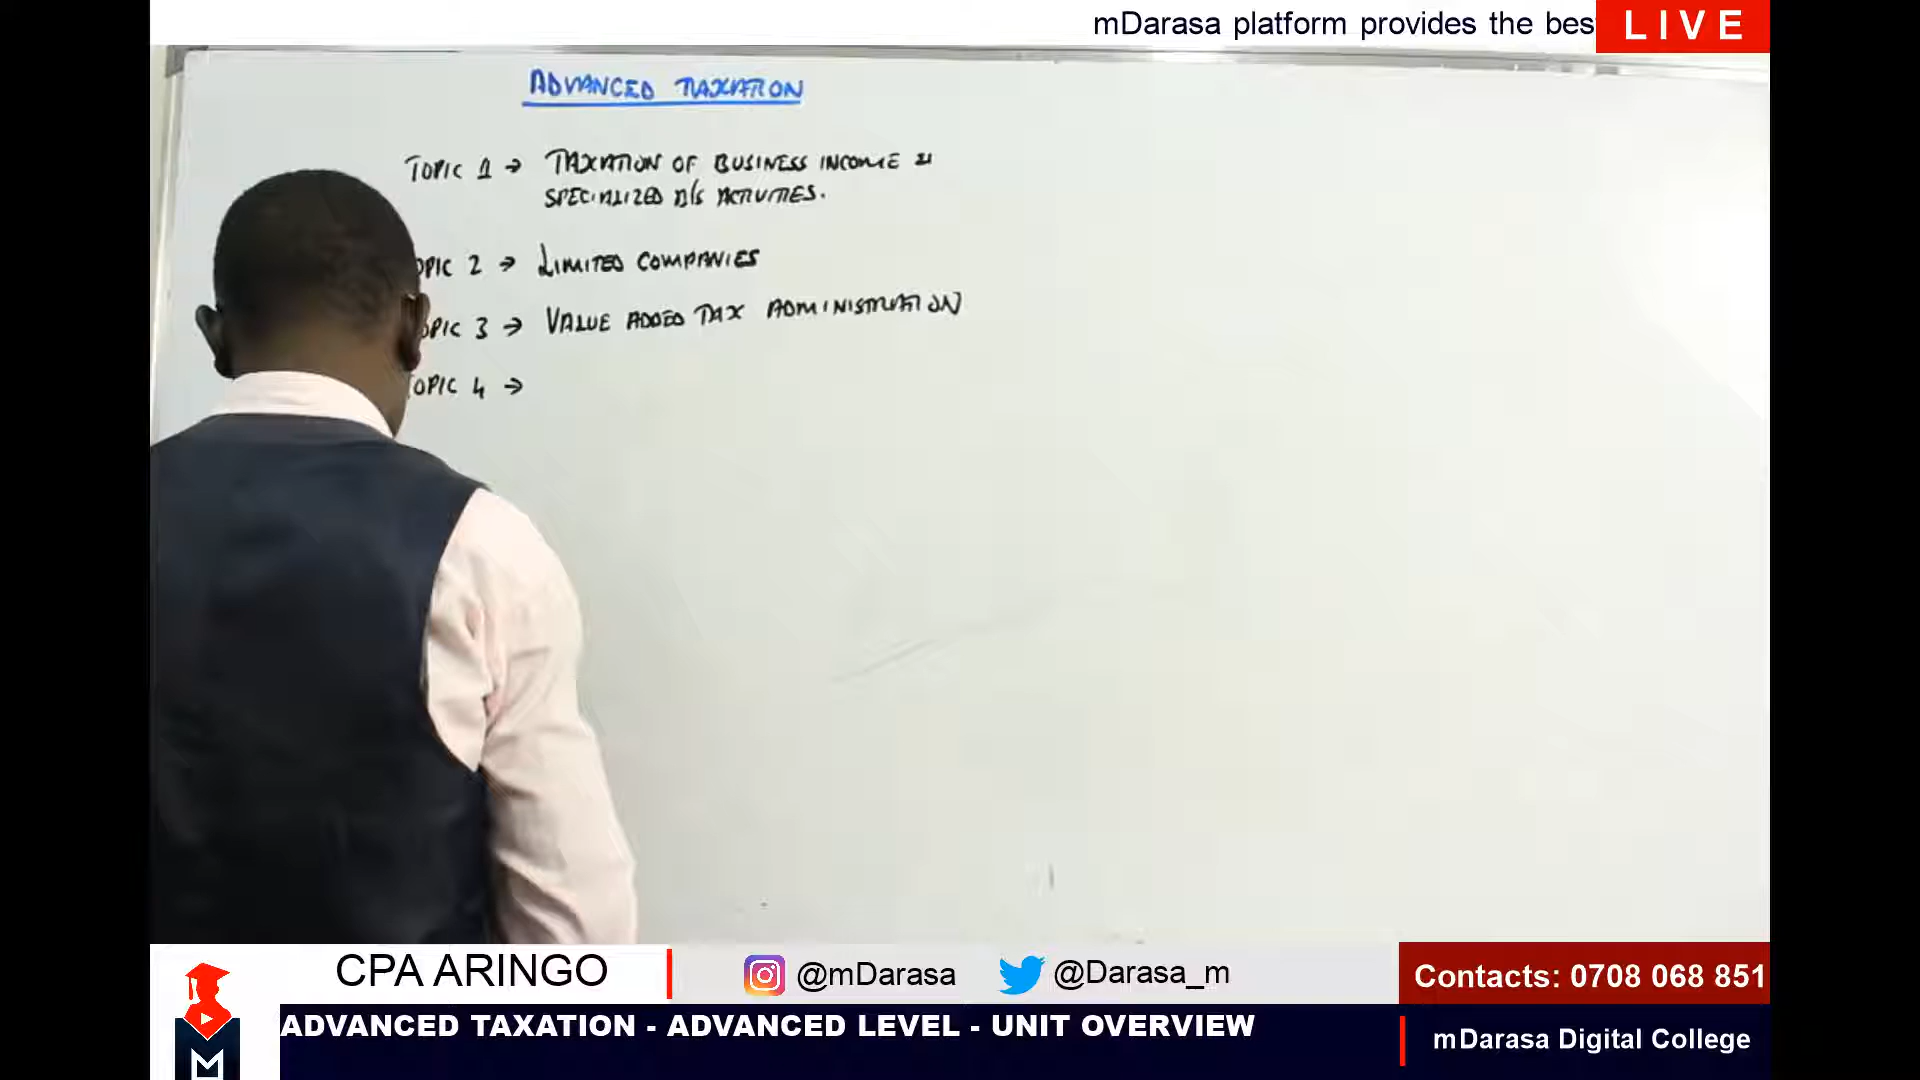 mDarasa platform provides the bes
LIVE
ADVANCED TAXATION
TOPIC 1 → TAXATION OF BUSINESS INCOME &
SPECIALIZED B/S ACTIVITIES.
OPIC 2 → LIMITED COMPANIES
OPIC 3 → VALUE ADDED TAX ADMINISTRATION
TOPIC 4 →
CPA ARINGO
@mDarasa
@Darasa_m
Contacts: 0708 068 851
ADVANCED TAXATION - ADVANCED LEVEL - UNIT OVERVIEW
mDarasa Digital College
M